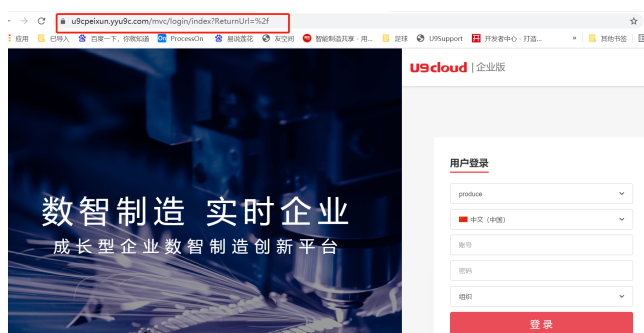 u9cpeixun.yyu9c.com/mvc/login/index?ReturnUrl=%2f
应用 已导入 百度一下，你就知道 On ProcessOn 易说莲花 友空间 智能制造共享 - 用... 足球 U9Support 开发者中心 - 打造... » 其他书签
U9cloud | 企业版
用户登录
produce
中文（中国）
账号
密码
组织
登 录
数智制造 实时企业
成长型企业数智制造创新平台